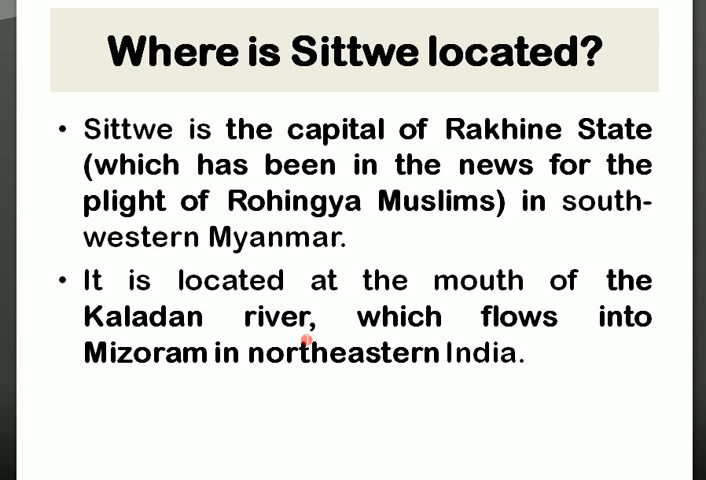 Where is Sittwe located?
• Sittwe is the capital of Rakhine State
(which has been in the news for the
plight of Rohingya Muslims) in south-
western Myanmar.
• It is located at the mouth of the
Kaladan river, which flows into
Mizoram in northeastern India.